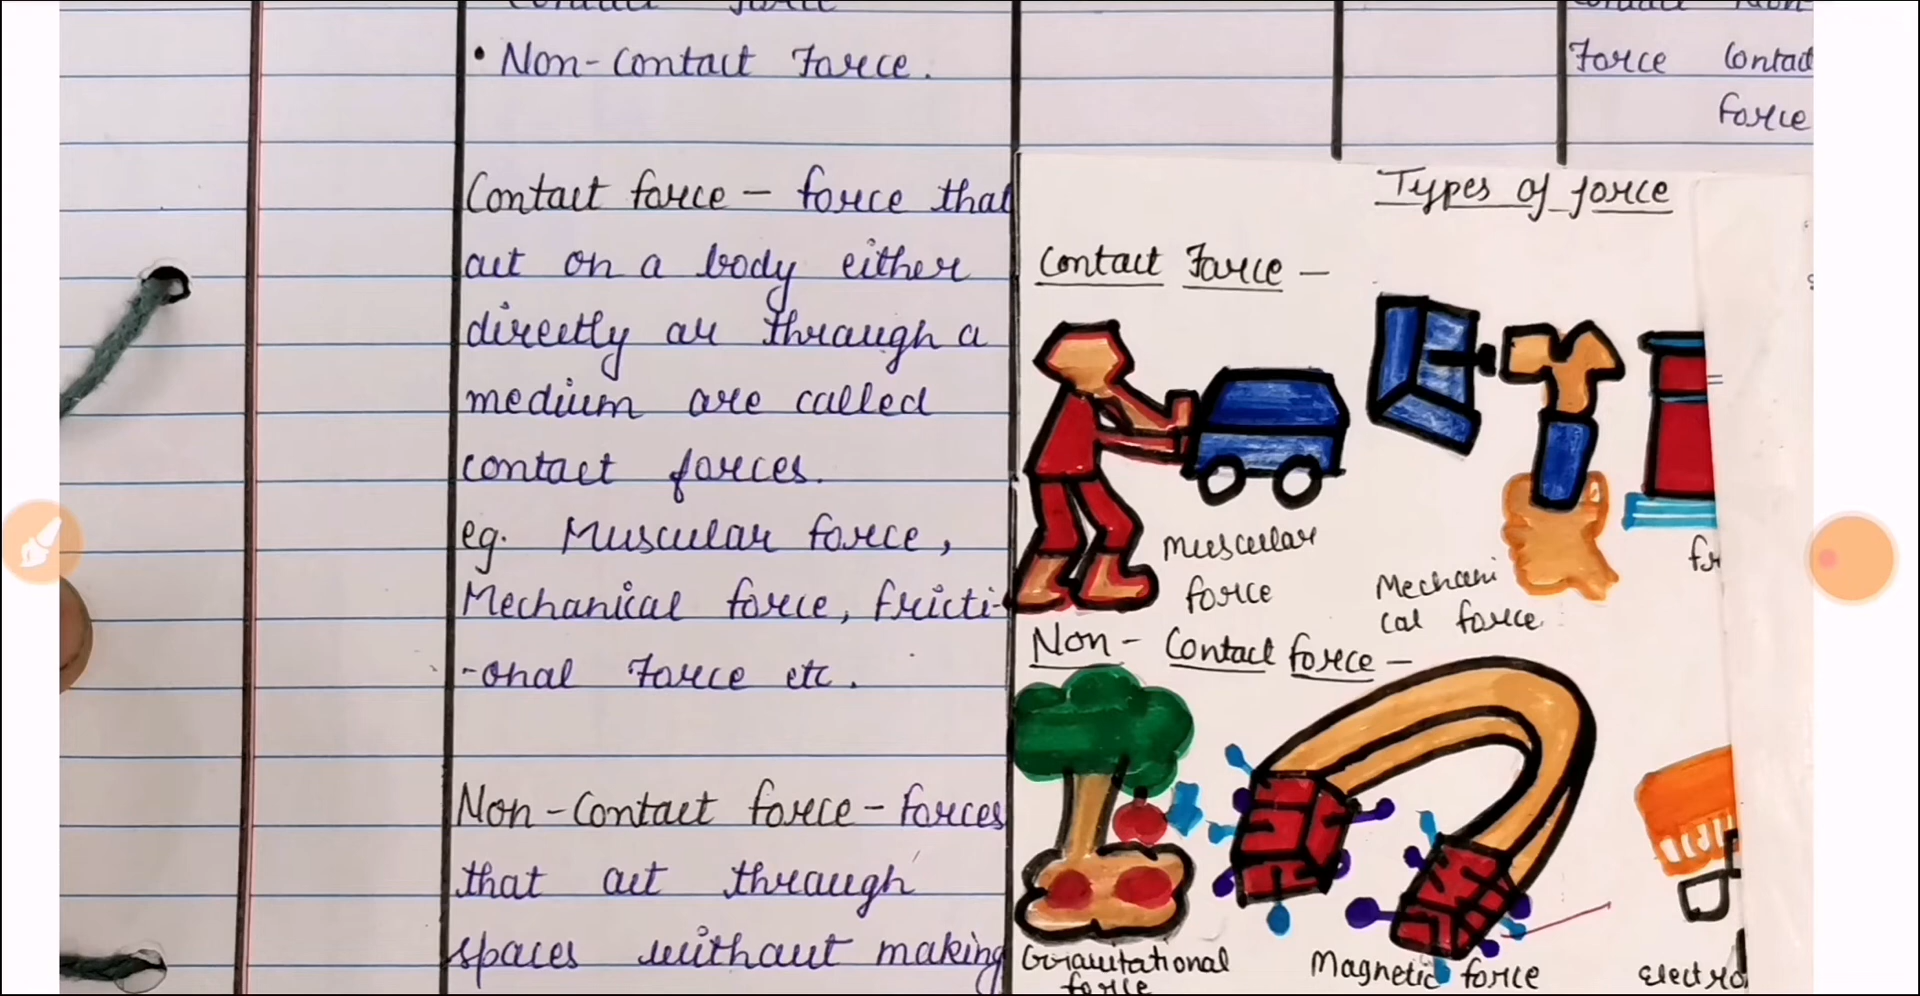 • Non-Contact Force.
Contact force – force that
act on a body either
directly or through a
medium are called
contact forces.
eg. Muscular force,
Mechanical force, fricti-
-onal Force etc.
Non-Contact force – forces
that act through
spaces without making
Contact Non-
Force Contact
force
Types of force
Contact Force –
Muscular
force
Mechani
cal force
Non-Contact force –
Gravitational
force
Magnetic force